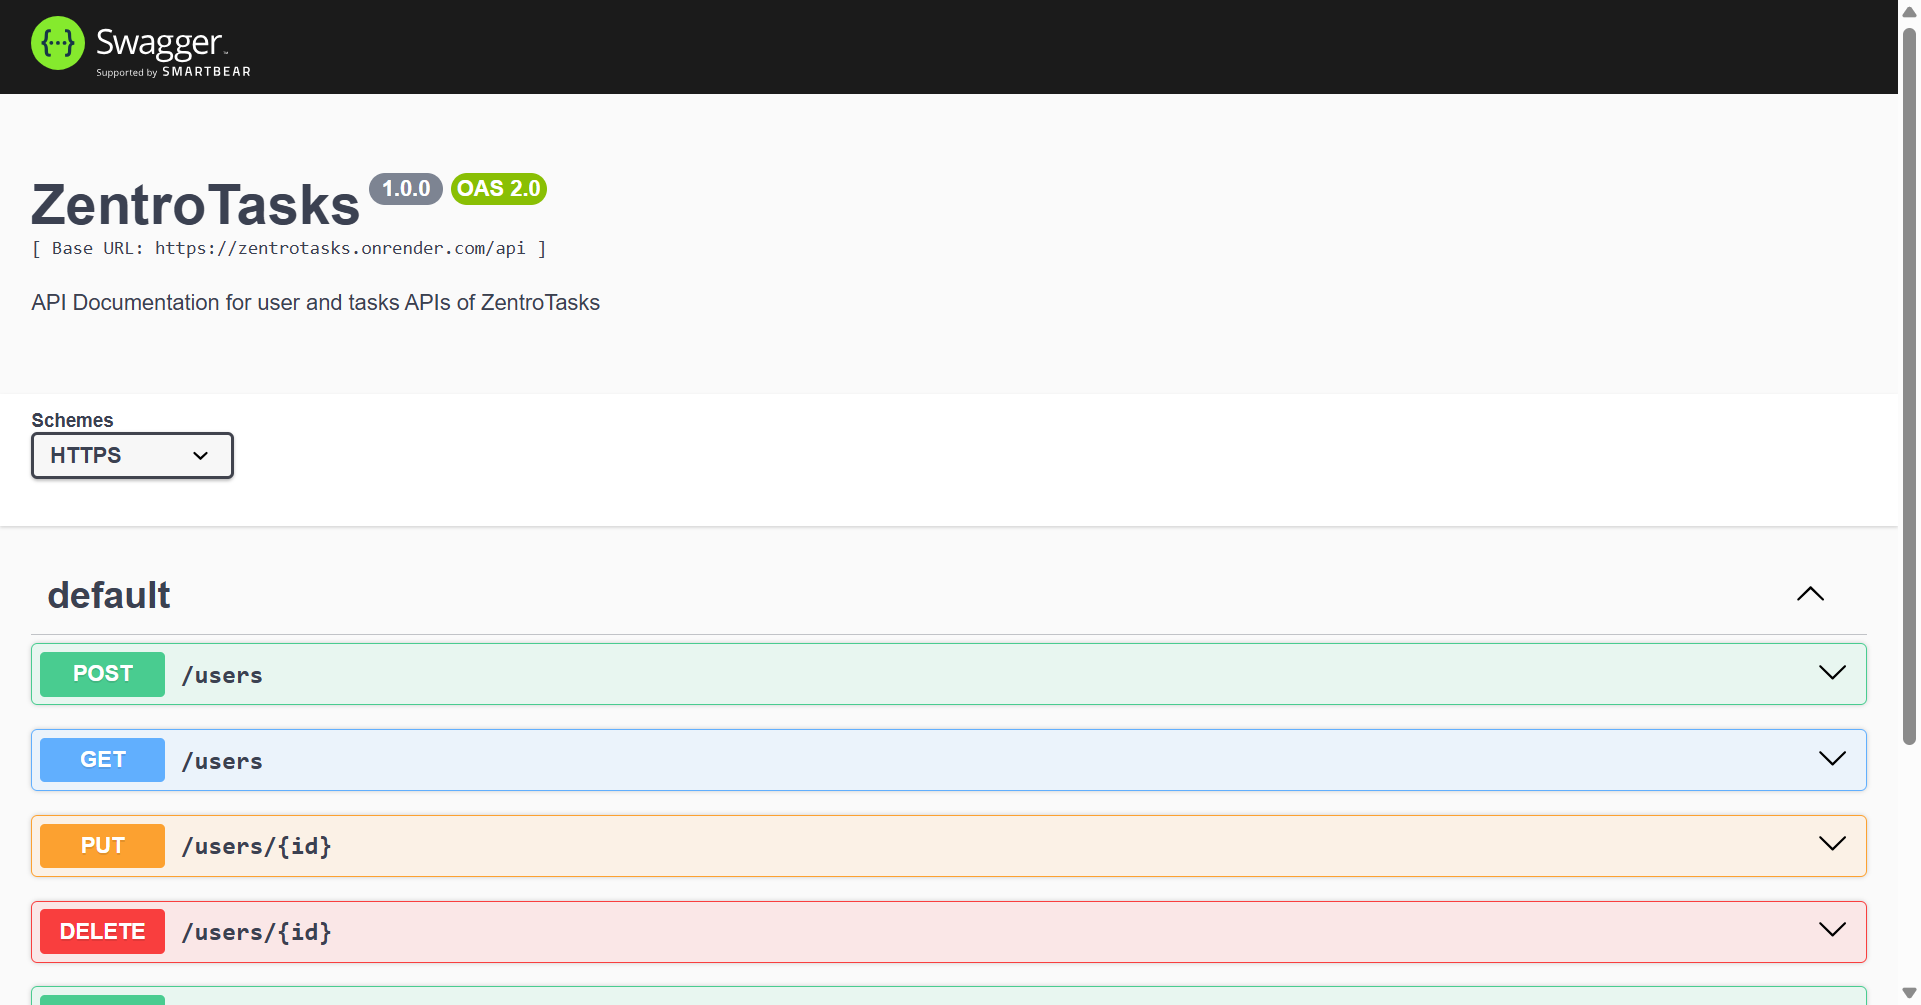 Swagger
Supported by SMARTBEAR
ZentroTasks 1.0.0 OAS 2.0
[ Base URL: https://zentrotasks.onrender.com/api ]
API Documentation for user and tasks APIs of ZentroTasks
Schemes
HTTPS
default
POST /users
GET /users
PUT /users/{id}
DELETE /users/{id}